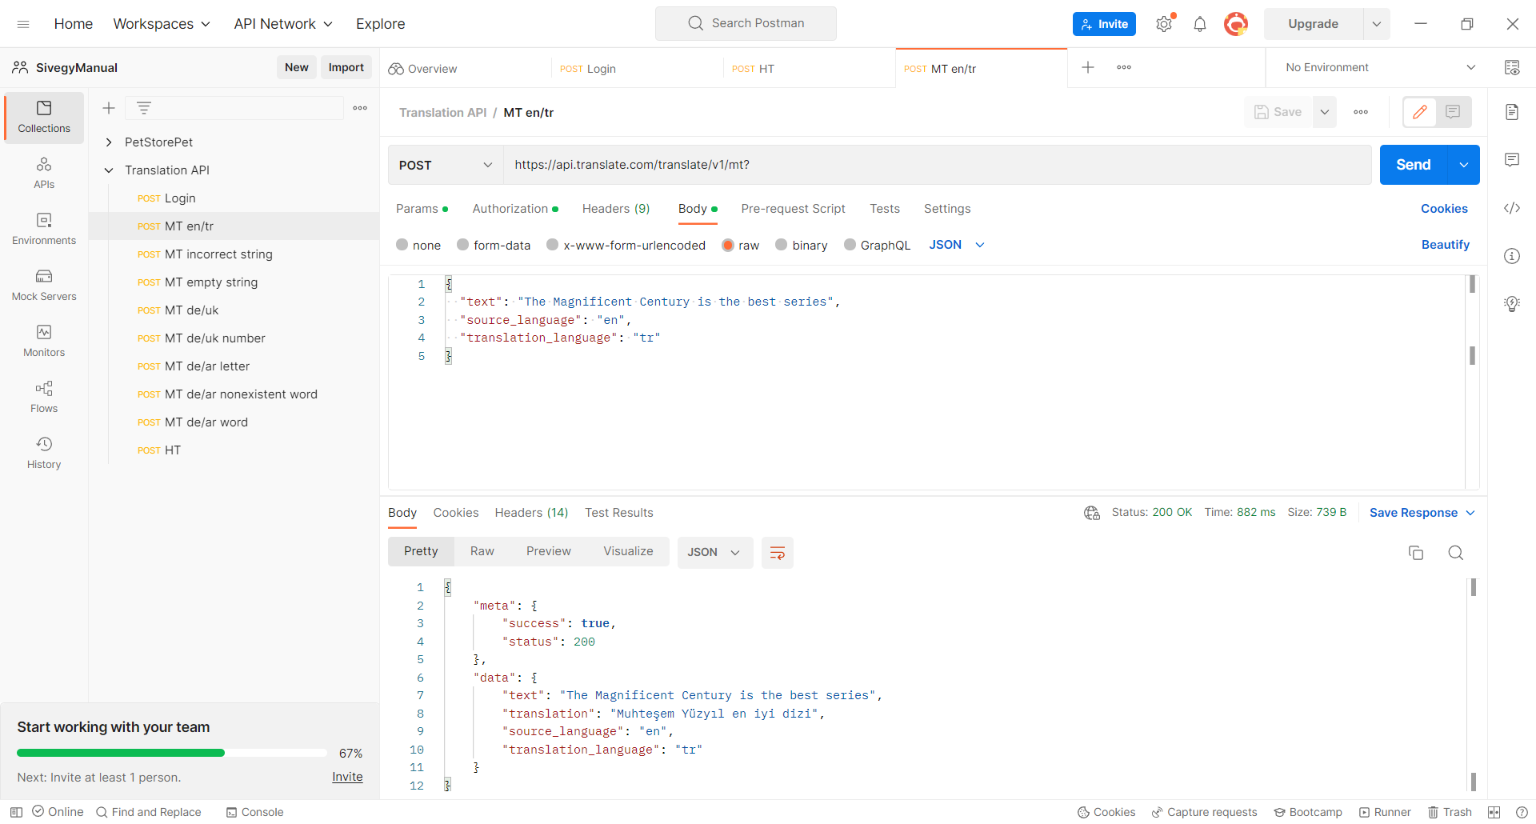 Home Workspaces API Network Explore Search Postman Invite Upgrade
SivegyManual New Import Overview POST Login POST HT POST MT en/tr No Environment
Collections
APIs
Environments
Mock Servers
Monitors
Flows
History
PetStorePet
Translation API
POST Login
POST MT en/tr
POST MT incorrect string
POST MT empty string
POST MT de/uk
POST MT de/uk number
POST MT de/ar letter
POST MT de/ar nonexistent word
POST MT de/ar word
POST HT
Start working with your team
67%
Next: Invite at least 1 person. Invite
Translation API / MT en/tr Save
POST https://api.translate.com/translate/v1/mt? Send
Params Authorization Headers (9) Body Pre-request Script Tests Settings Cookies
none form-data x-www-form-urlencoded raw binary GraphQL JSON Beautify
1 {
2 "text": "The Magnificent Century is the best series",
3 "source_language": "en",
4 "translation_language": "tr"
5 }
Body Cookies Headers (14) Test Results Status: 200 OK Time: 882 ms Size: 739 B Save Response
Pretty Raw Preview Visualize JSON
1 {
2 "meta": {
3 "success": true,
4 "status": 200
5 },
6 "data": {
7 "text": "The Magnificent Century is the best series",
8 "translation": "Muhteşem Yüzyıl en iyi dizi",
9 "source_language": "en",
10 "translation_language": "tr"
11 }
12 }
Online Find and Replace Console Cookies Capture requests Bootcamp Runner Trash